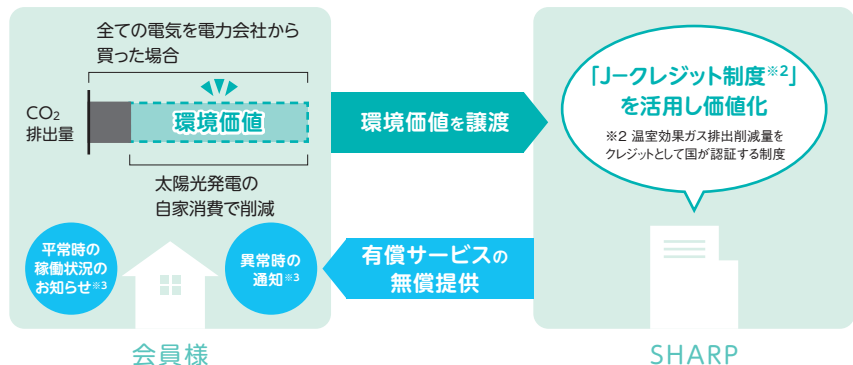 全ての電気を電力会社から
買った場合
CO₂
排出量
環境価値
太陽光発電の
自家消費で削減
平常時の
稼働状況の
お知らせ※3
異常時の
通知※3
会員様
環境価値を譲渡
有償サービスの
無償提供
「J－クレジット制度※2」
を活用し価値化
※2 温室効果ガス排出削減量を
クレジットとして国が認証する制度
SHARP